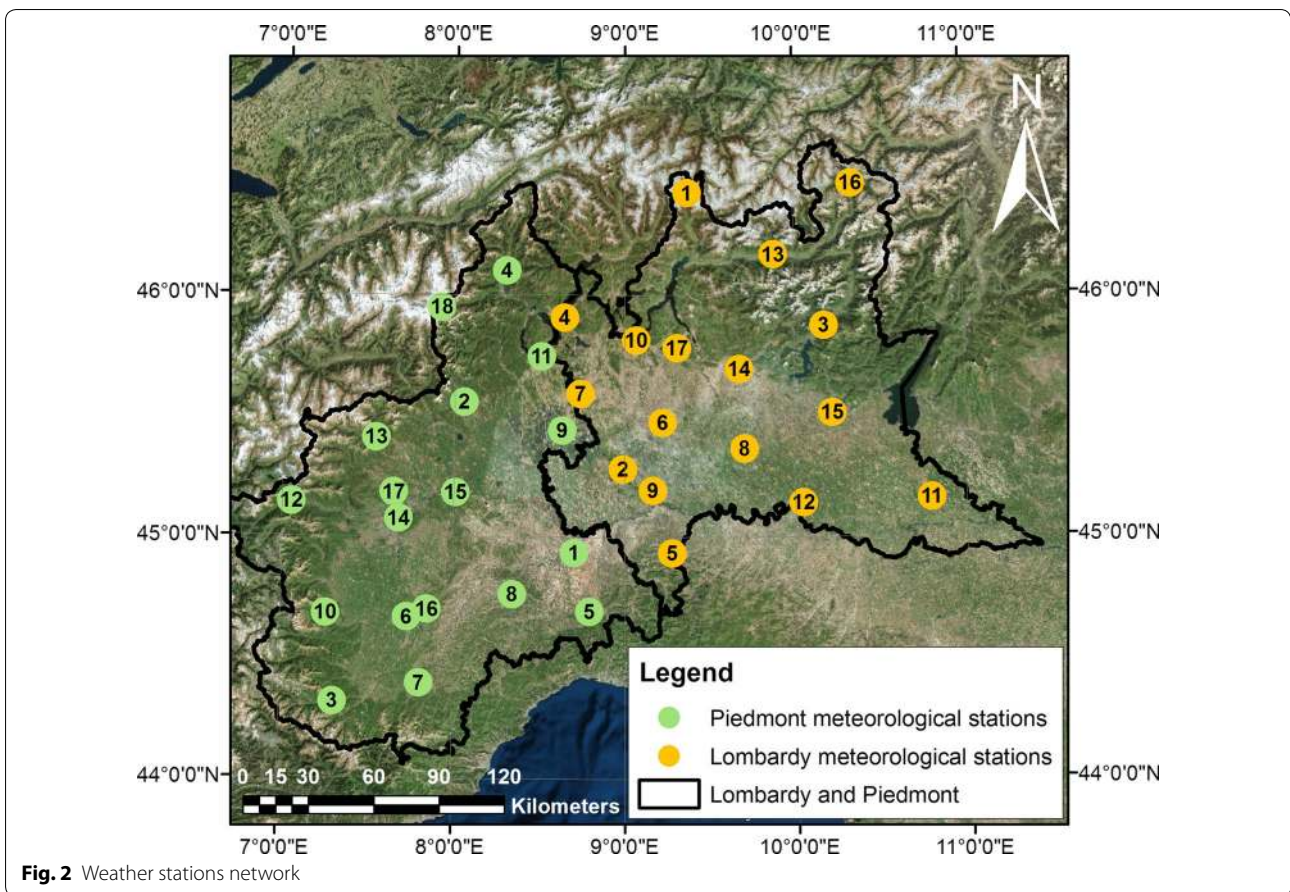 7°0'0"E 8°0'0"E 9°0'0"E 10°0'0"E 11°0'0"E
N
16
1
13
46°0'0"N 4 46°0'0"N
18 4 3
10 17
11 14
7
2 15
13 9 6 8
2
17 15 9
12 12 11
14
45°0'0"N 45°0'0"N
1 5
8
10 6 16 5
7
3
Legend
Piedmont meteorological stations
Lombardy meteorological stations
Lombardy and Piedmont
44°0'0"N 44°0'0"N
0 15 30 60 90 120
Kilometers
7°0'0"E 8°0'0"E 9°0'0"E 10°0'0"E 11°0'0"E
Fig. 2 Weather stations network